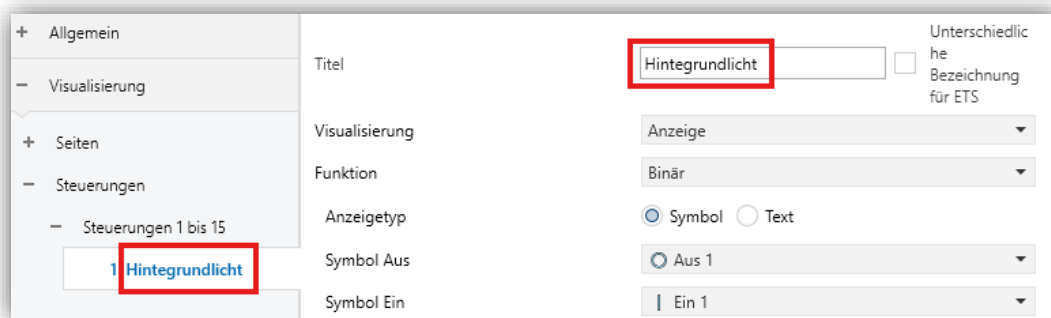 + Allgemein
− Visualisierung
+ Seiten
− Steuerungen
− Steuerungen 1 bis 15
1 Hintegrundlicht
Titel
Hintegrundlicht
Unterschiedlic
he
Bezeichnung
für ETS
Visualisierung
Anzeige
Funktion
Binär
Anzeigetyp
Symbol Text
Symbol Aus
Aus 1
Symbol Ein
Ein 1